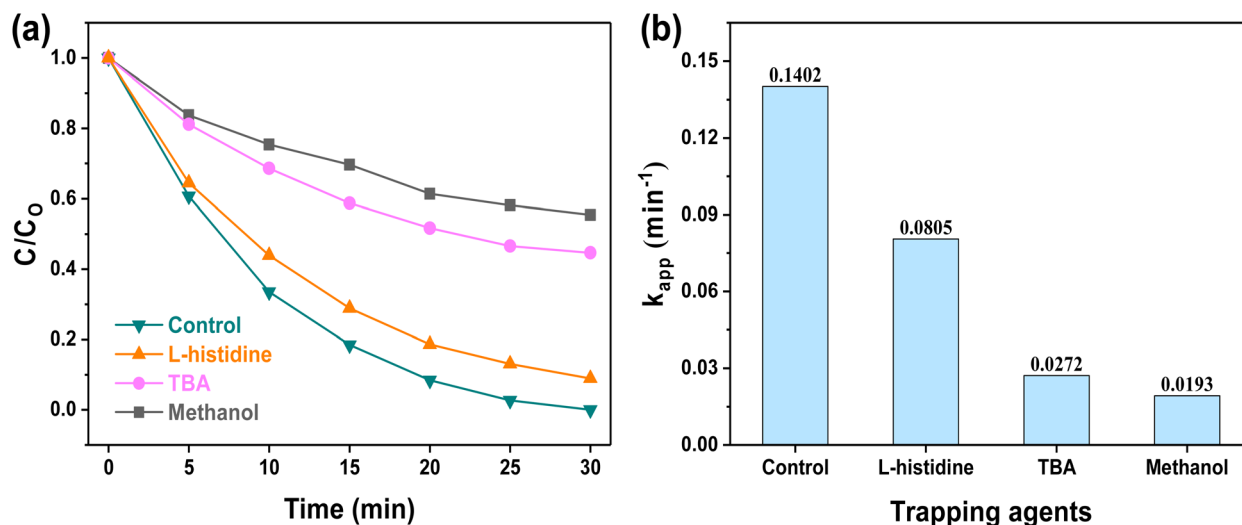 (a)
C/C₀
1.0
0.8
0.6
0.4
0.2
0.0
Control
L-histidine
TBA
Methanol
0 5 10 15 20 25 30
Time (min)
(b)
kapp (min⁻¹)
0.15
0.12
0.09
0.06
0.03
0.00
0.1402
0.0805
0.0272
0.0193
Control L-histidine TBA Methanol
Trapping agents